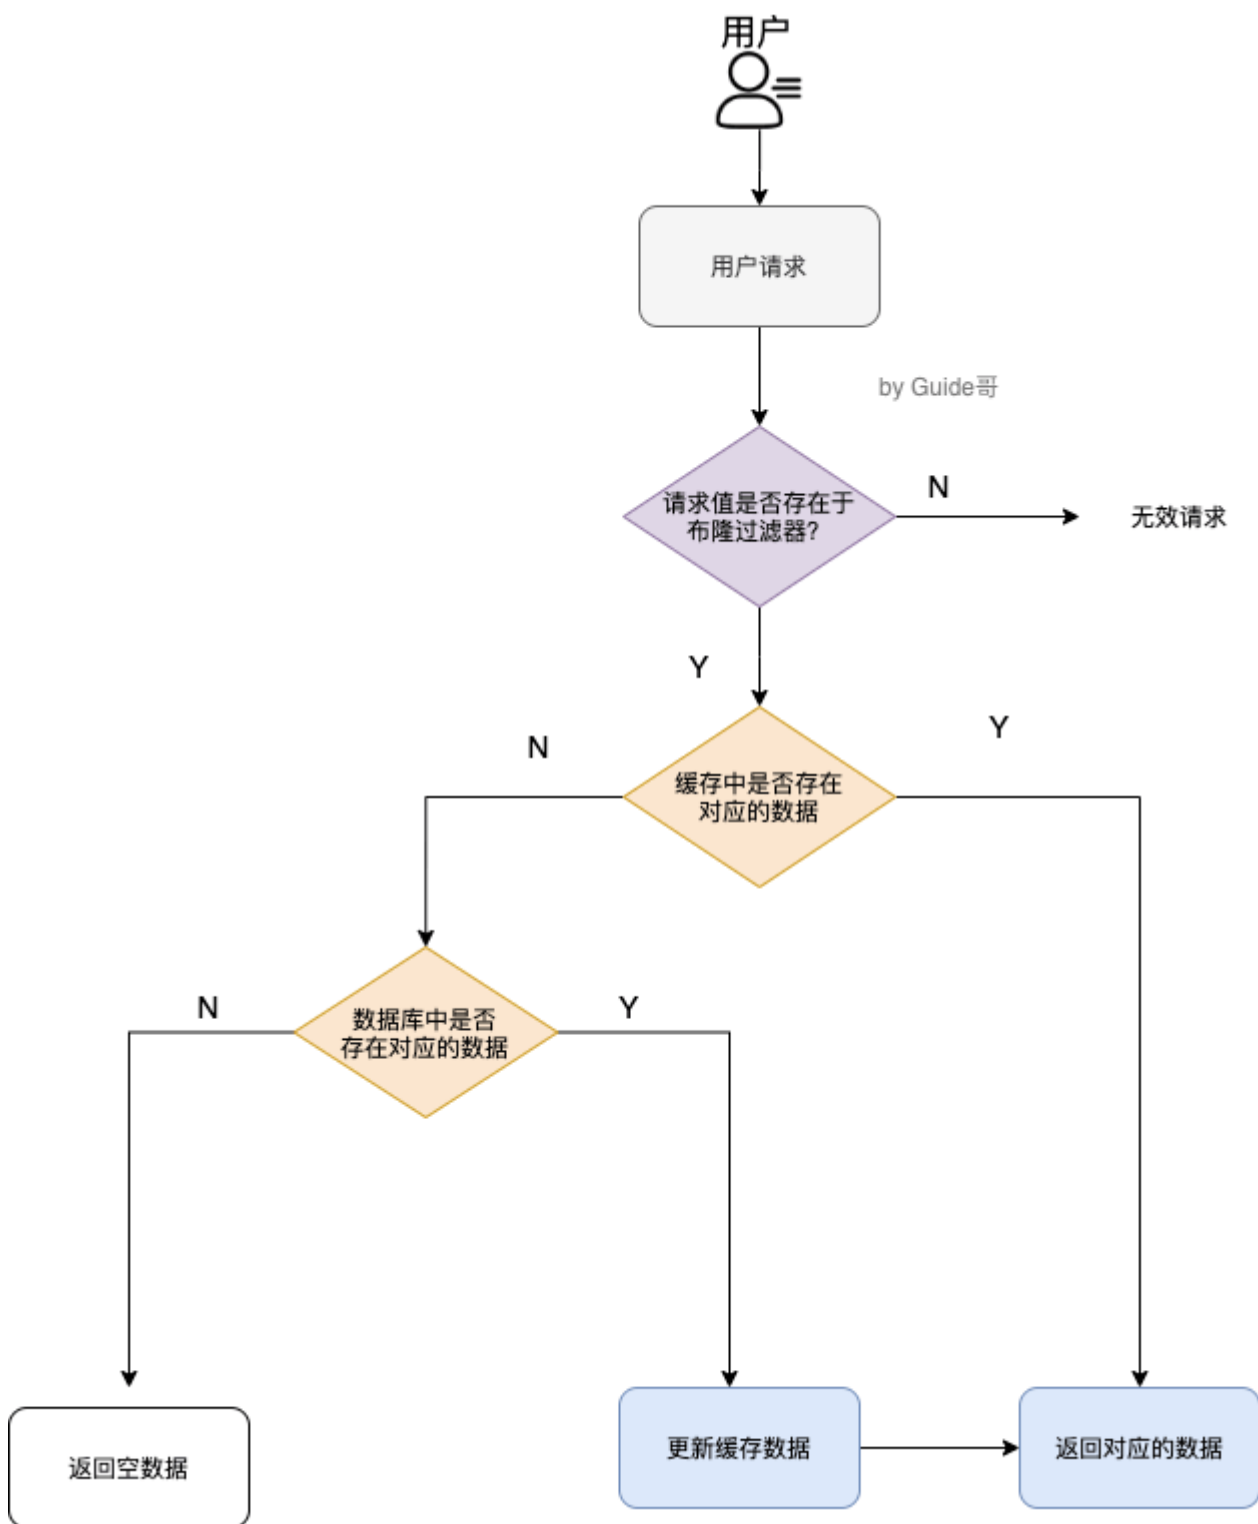 用户
用户请求
by Guide哥
请求值是否存在于
布隆过滤器?
N
无效请求
Y
N
Y
缓存中是否存在
对应的数据
N
Y
数据库中是否
存在对应的数据
返回空数据
更新缓存数据
返回对应的数据